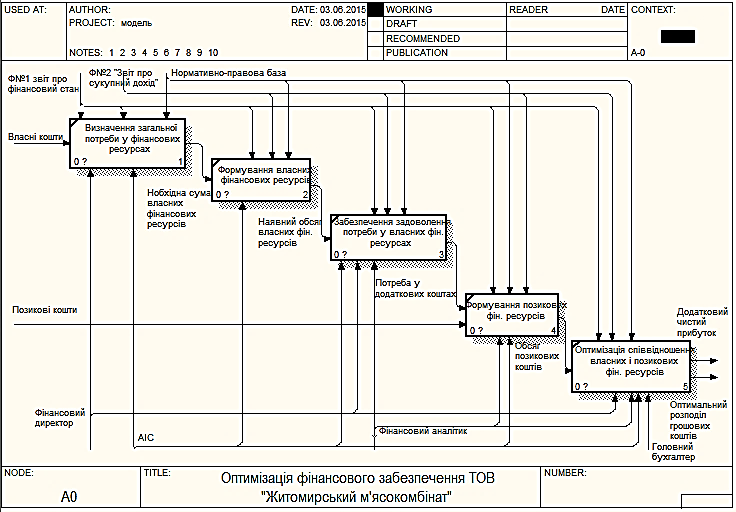 USED AT:
AUTHOR:
DATE: 03.06.2015
WORKING
READER
DATE
CONTEXT:
PROJECT: модель
REV: 03.06.2015
DRAFT
RECOMMENDED
NOTES: 1 2 3 4 5 6 7 8 9 10
PUBLICATION
A-0
Ф№1 звіт про
фінансовий стан
Ф№2 "Звіт про
сукупний дохід"
Нормативно-правова база
Власні кошти
Визначення загальної
потреби у фінансових
ресурсах
0 ?
1
Формування власних
фінансових ресурсів
0 ?
2
Нобхідна сума
власних
фінансових
ресурсів
Наявний обсяг
власних фін.
ресурсів
Забезпечення задоволення
потреби у власних фін.
ресурсах
0 ?
3
Потреба у
додаткових коштах
Позикові кошти
Формування позикових
фін. ресурсів
0 ?
4
Обсяг
позикових
коштів
Додатковий
чистий
прибуток
Оптимізація співвідношення
власних і позикових
фін. ресурсів
0 ?
5
Оптимальний
розподіл
грошових
коштів
Фінансовий
директор
АІС
Фінансовий аналітик
Головний
бухгалтер
NODE:
TITLE:
NUMBER:
A0
Оптимізація фінансового забезпечення ТОВ
"Житомирський м'ясокомбінат"